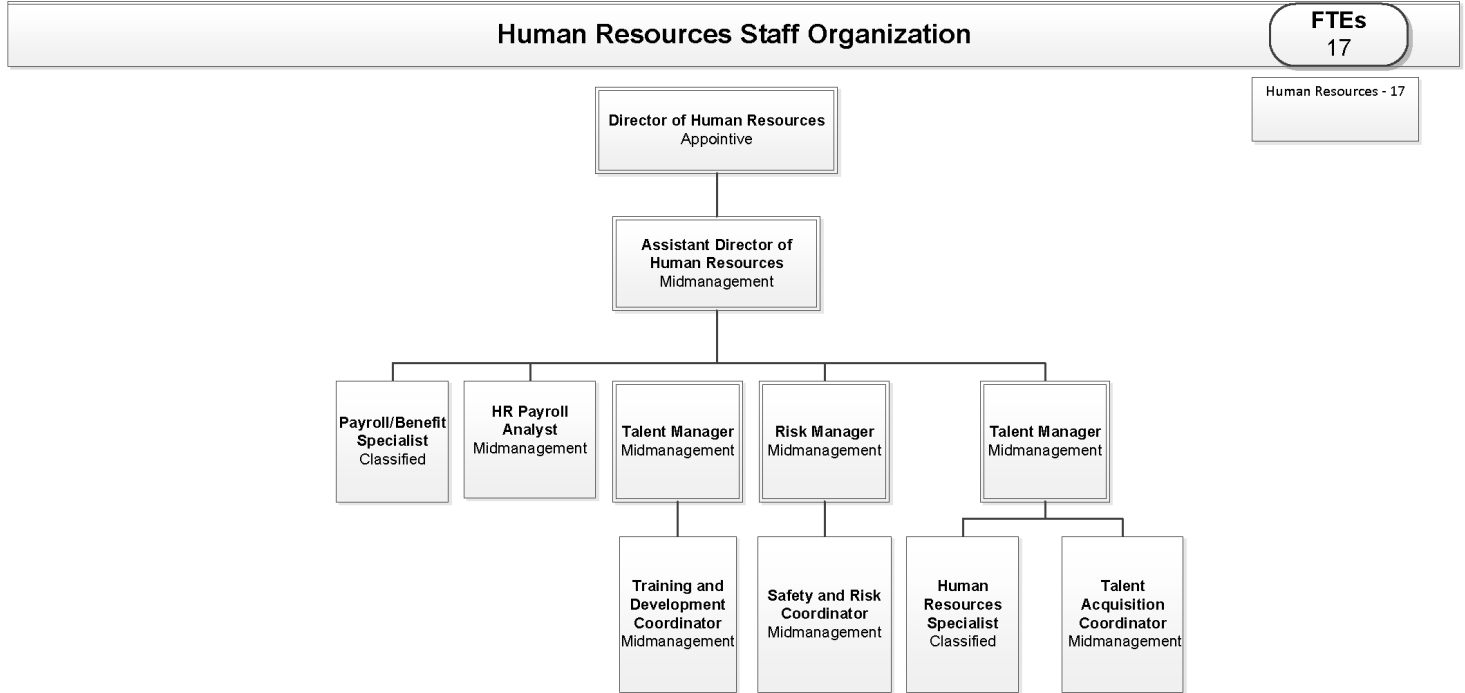 Human Resources Staff Organization
FTEs
17
Human Resources - 17
Director of Human Resources
Appointive
Assistant Director of
Human Resources
Midmanagement
Payroll/Benefit
Specialist
Classified
HR Payroll
Analyst
Midmanagement
Talent Manager
Midmanagement
Risk Manager
Midmanagement
Talent Manager
Midmanagement
Training and
Development
Coordinator
Midmanagement
Safety and Risk
Coordinator
Midmanagement
Human
Resources
Specialist
Classified
Talent
Acquisition
Coordinator
Midmanagement